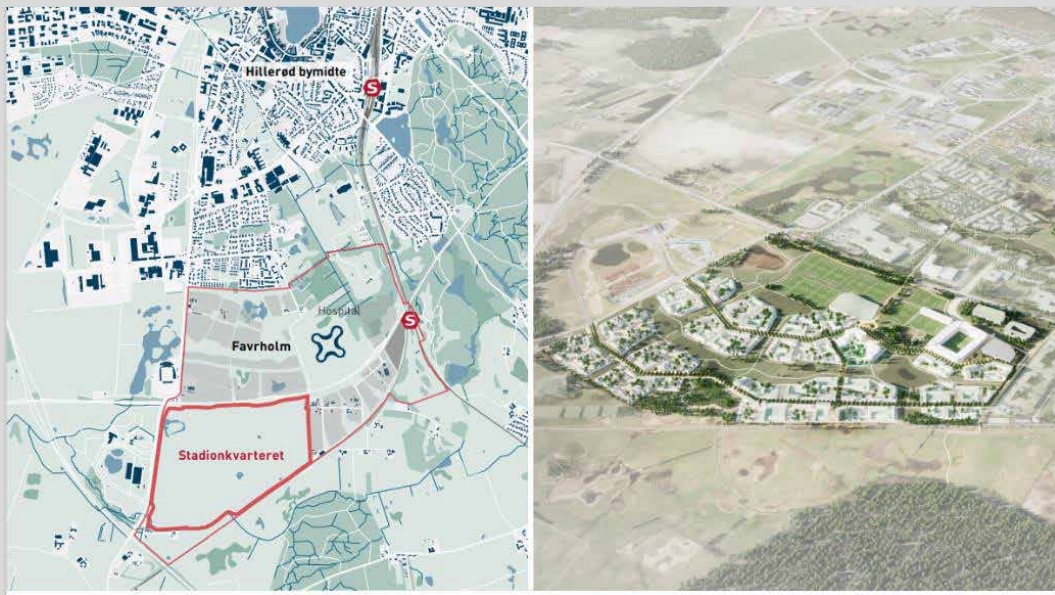 Hillerød bymidte
S
Hospital
S
Favrholm
Stadionkvarteret